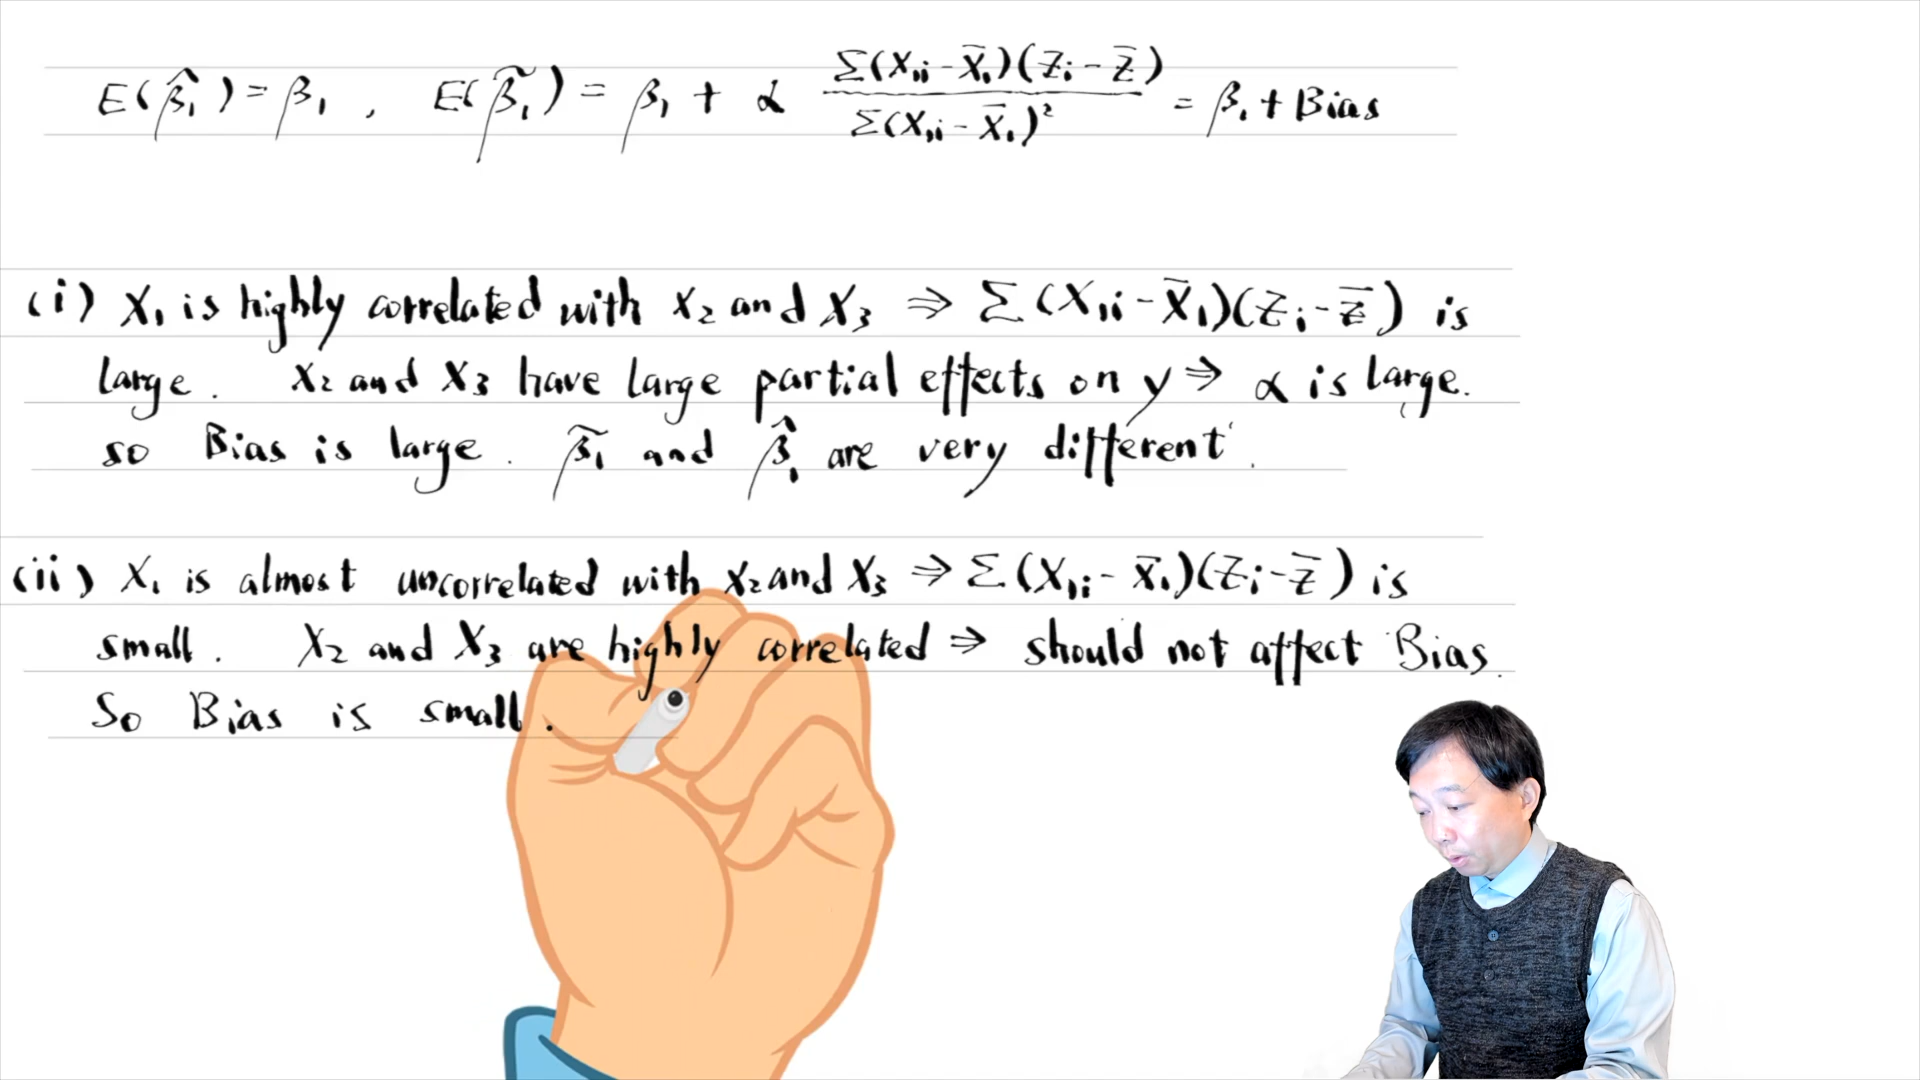 E(β̂₁) = β₁ , E(β̃₁) = β₁ + α Σ(X₁ᵢ - X̄₁)(Zᵢ - Z̄) / Σ(X₁ᵢ - X̄₁)² = β₁ + Bias
(i) X₁ is highly correlated with X₂ and X₃ ⇒ Σ(X₁ᵢ - X̄₁)(Zᵢ - Z̄) is
large. X₂ and X₃ have large partial effects on y ⇒ α is large.
so Bias is large. β̃₁ and β̂₁ are very different.
(ii) X₁ is almost uncorrelated with X₂ and X₃ ⇒ Σ(X₁ᵢ - X̄₁)(Zᵢ - Z̄) is
small. X₂ and X₃ are highly correlated ⇒ should not affect Bias.
So Bias is small.